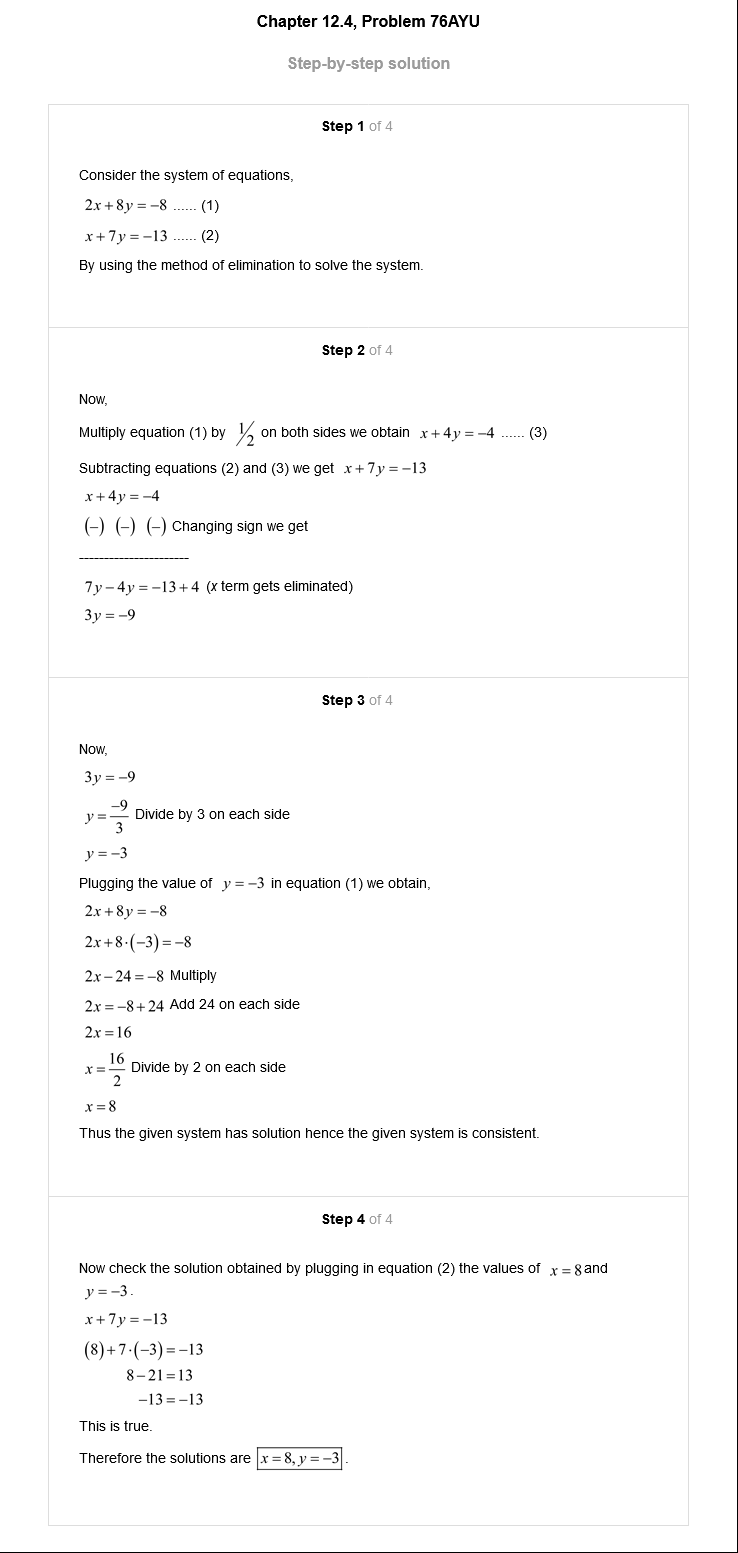 Chapter 12.4, Problem 76AYU
Step-by-step solution
Step 1 of 4
Consider the system of equations,
2x + 8y = −8 ...... (1)
x + 7y = −13 ...... (2)
By using the method of elimination to solve the system.
Step 2 of 4
Now,
Multiply equation (1) by 1/2 on both sides we obtain x + 4y = −4 ...... (3)
Subtracting equations (2) and (3) we get x + 7y = −13
x + 4y = −4
(−) (−) (−) Changing sign we get
----------------------
7y − 4y = −13 + 4 (x term gets eliminated)
3y = −9
Step 3 of 4
Now,
3y = −9
y = −9/3 Divide by 3 on each side
y = −3
Plugging the value of y = −3 in equation (1) we obtain,
2x + 8y = −8
2x + 8·(−3) = −8
2x − 24 = −8 Multiply
2x = −8 + 24 Add 24 on each side
2x = 16
x = 16/2 Divide by 2 on each side
x = 8
Thus the given system has solution hence the given system is consistent.
Step 4 of 4
Now check the solution obtained by plugging in equation (2) the values of x = 8 and
y = −3.
x + 7y = −13
(8) + 7·(−3) = −13
8 − 21 = 13
−13 = −13
This is true.
Therefore the solutions are x = 8, y = −3.